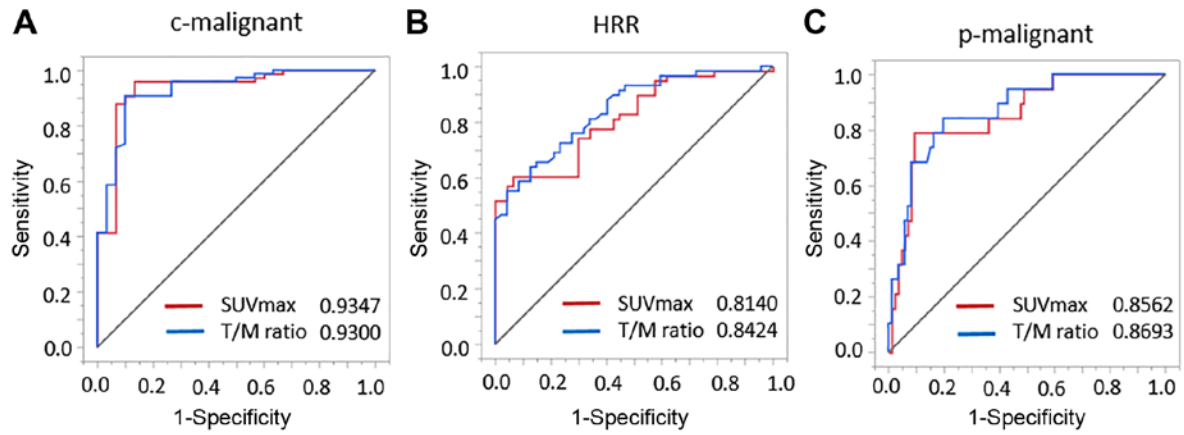 A
c-malignant
1.0
0.8
0.6
0.4
0.2
0.0
Sensitivity
SUVmax 0.9347
T/M ratio 0.9300
0.0 0.2 0.4 0.6 0.8 1.0
1-Specificity
B
HRR
1.0
0.8
0.6
0.4
0.2
0.0
Sensitivity
SUVmax 0.8140
T/M ratio 0.8424
0.0 0.2 0.4 0.6 0.8 1.0
1-Specificity
C
p-malignant
1.0
0.8
0.6
0.4
0.2
0.0
Sensitivity
SUVmax 0.8562
T/M ratio 0.8693
0.0 0.2 0.4 0.6 0.8 1.0
1-Specificity